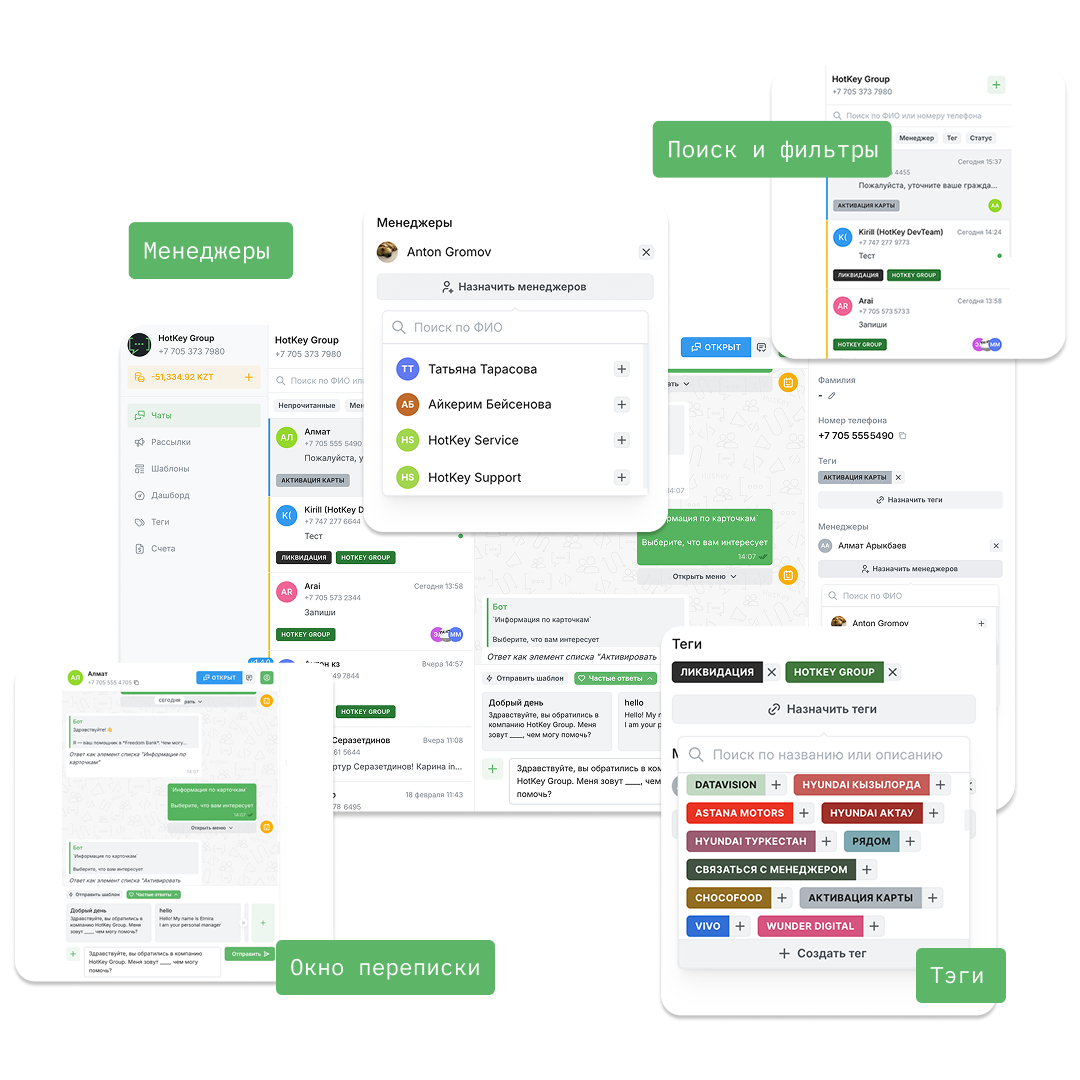 HotKey Group
+7 705 373 7980
Поиск по ФИО или номеру телефона
Поиск и фильтры
Менеджер
Тег
Статус
Сегодня 15:37
4455
Пожалуйста, уточните ваше гражда...
АКТИВАЦИЯ КАРТЫ
АА
К(
Kirill (HotKey DevTeam)
Сегодня 14:24
+7 747 277 9773
Тест
ЛИКВИДАЦИЯ
HOTKEY GROUP
AR
Arai
Сегодня 13:58
+7 705 573 5733
Запиши
HOTKEY GROUP
ММ
Менеджеры
Менеджеры
Anton Gromov
Назначить менеджеров
Поиск по ФИО
ТТ
Татьяна Тарасова
АБ
Айкерим Бейсенова
HS
HotKey Service
HS
HotKey Support
HotKey Group
+7 705 373 7980
-51,334.92 KZT
Чаты
Рассылки
Шаблоны
Дашборд
Теги
Счета
HotKey Group
+7 705 373 7980
Поиск по ФИО
Непрочитанные
АЛ
Алмат
+7 705 555 5490
Пожалуйста, у
АКТИВАЦИЯ КАРТЫ
К(
Kirill (HotKey D
+7 747 277 6644
Тест
ЛИКВИДАЦИЯ
HOTKEY GROUP
AR
Arai
Сегодня 13:58
+7 705 573 2344
Запиши
HOTKEY GROUP
ММ
Антон кз
Вчера 14:57
49 7844
HOTKEY GROUP
Серазетдинов
Вчера 11:08
61 5644
ртур Серазетдинов! Карина in...
18 февраля 11:43
78 6495
ОТКРЫТ
14:07
нформация по карточкам`
Выберите, что вам интересует
14:07
Открыть меню
Бот
`Информация по карточкам`
Выберите, что вам интересует
Ответ как элемент списка "Активировать
Отправить шаблон
Частые ответы
Добрый день
Здравствуйте, вы обратились в
компанию HotKey Group. Меня
зовут ____, чем могу помочь?
hello
Hello! My n
I am your p
Здравствуйте, вы обратились в компанию
HotKey Group. Меня зовут ____, чем могу
помочь?
Фамилия
-
Номер телефона
+7 705 5555490
Теги
АКТИВАЦИЯ КАРТЫ
Назначить теги
Менеджеры
АА
Алмат Арыкбаев
Назначить менеджеров
Поиск по ФИО
Anton Gromov
АЛ
Алмат
+7 705 555 4705
ОТКРЫТ
СЕГОДНЯ
Бот
Здравствуйте!
Я — ваш помощник в "Freedom Bank". Чем могу...
Ответ как элемент списка "Информация по
карточкам"
14:07
`Информация по карточкам`
Выберите, что вам интересует
14:07
Открыть меню
Бот
`Информация по карточкам`
Выберите, что вам интересует
Ответ как элемент списка "Активировать
Отправить шаблон
Частые ответы
Добрый день
Здравствуйте, вы обратились в
компанию HotKey Group. Меня
зовут ____, чем могу помочь?
hello
Hello! My name is Elmira
I am your personal manager
Здравствуйте, вы обратились в компанию
HotKey Group. Меня зовут ____, чем могу
помочь?
Отправить
Окно переписки
Теги
ЛИКВИДАЦИЯ
HOTKEY GROUP
Назначить теги
Поиск по названию или описанию
DATAVISION
HYUNDAI КЫЗЫЛОРДА
ASTANA MOTORS
HYUNDAI АКТАУ
HYUNDAI ТУРКЕСТАН
РЯДОМ
СВЯЗАТЬСЯ С МЕНЕДЖЕРОМ
CHOCOFOOD
АКТИВАЦИЯ КАРТЫ
VIVO
WUNDER DIGITAL
Создать тег
Тэги